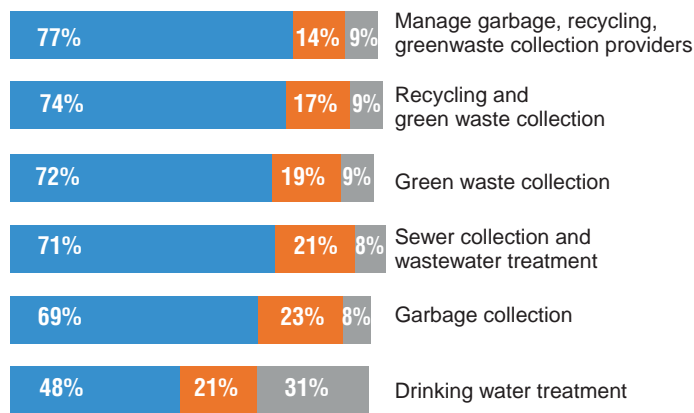 77% 14% 9% Manage garbage, recycling,
greenwaste collection providers
74% 17% 9% Recycling and
green waste collection
72% 19% 9% Green waste collection
71% 21% 8% Sewer collection and
wastewater treatment
69% 23% 8% Garbage collection
48% 21% 31% Drinking water treatment